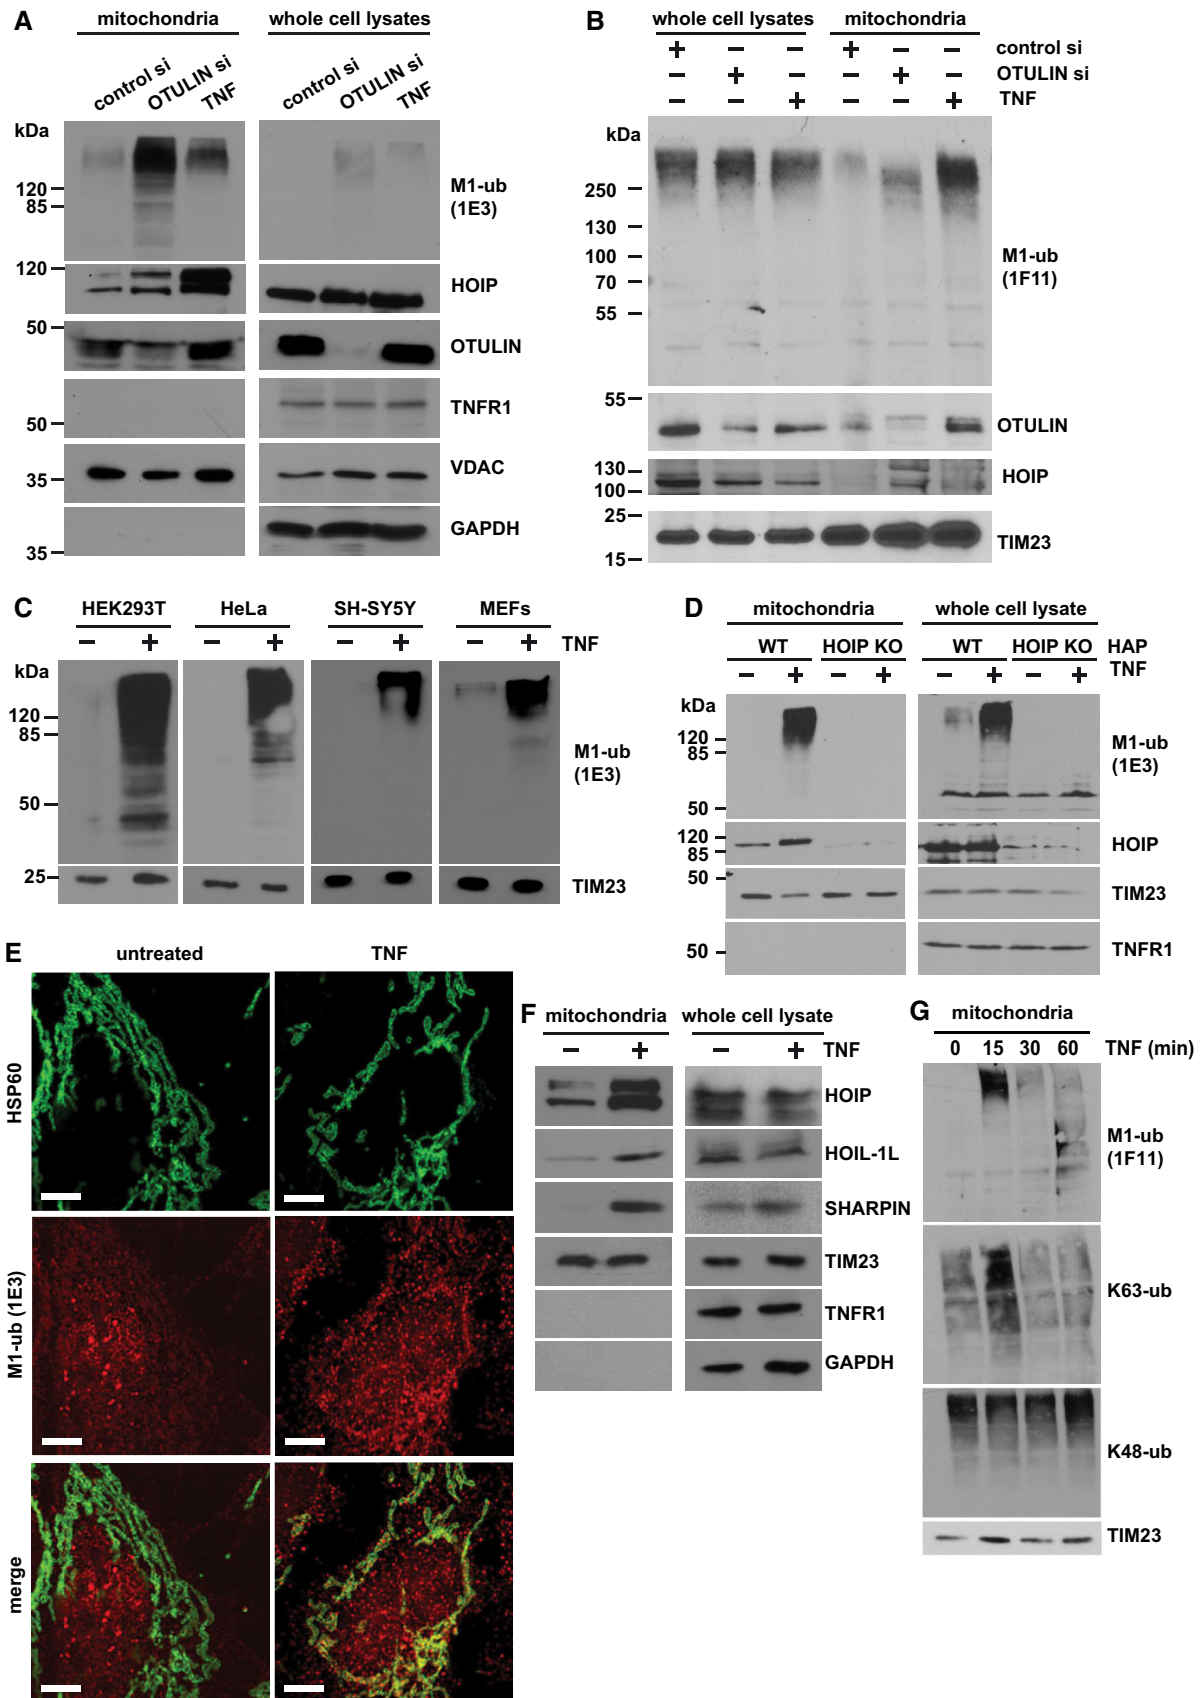 A
mitochondria
whole cell lysates
control si
OTULIN si
TNF
control si
OTULIN si
TNF
kDa
120
85
M1-ub
(1E3)
120
HOIP
50
OTULIN
50
TNFR1
35
VDAC
35
GAPDH
B
whole cell lysates
mitochondria
+ − − + − − control si
− + − − + − OTULIN si
− − + − − + TNF
kDa
250
130
100
70
55
M1-ub
(1F11)
55
OTULIN
130
100
HOIP
25
15
TIM23
C
HEK293T
HeLa
SH-SY5Y
MEFs
− + − + − + − + TNF
kDa
120
85
50
M1-ub
(1E3)
25
TIM23
D
mitochondria
whole cell lysate
WT HOIP KO WT HOIP KO HAP
− + − + − + − + TNF
kDa
120
85
50
M1-ub
(1E3)
120
85
HOIP
50
TIM23
50
TNFR1
E
untreated
TNF
HSP60
M1-ub (1E3)
merge
F
mitochondria
whole cell lysate
− + − + TNF
HOIP
HOIL-1L
SHARPIN
TIM23
TNFR1
GAPDH
G
mitochondria
0 15 30 60 TNF (min)
M1-ub
(1F11)
K63-ub
K48-ub
TIM23